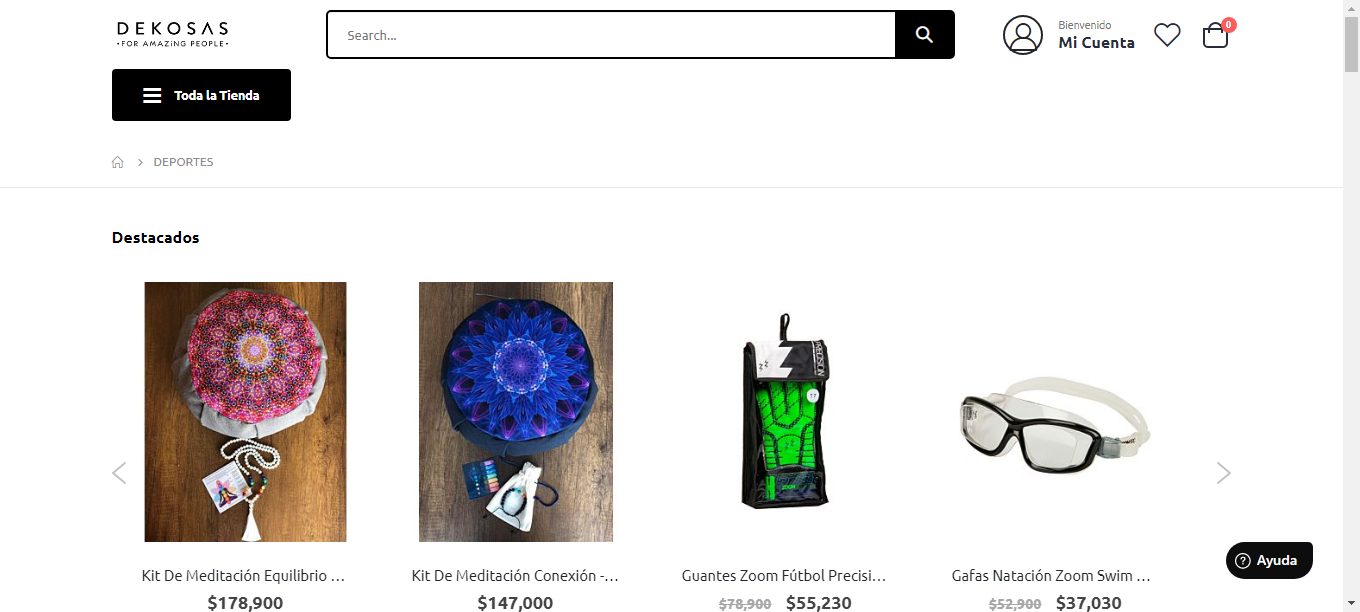 DEKOSAS
·FOR AMAZiNG PEOPLE·
Search...
Bienvenido
Mi Cuenta
0
Toda la Tienda
DEPORTES
Destacados
Kit De Meditación Equilibrio ...
$178,900
Kit De Meditación Conexión -...
$147,000
Guantes Zoom Fútbol Precisi...
$78,900 $55,230
Gafas Natación Zoom Swim ...
$52,900 $37,030
Ayuda